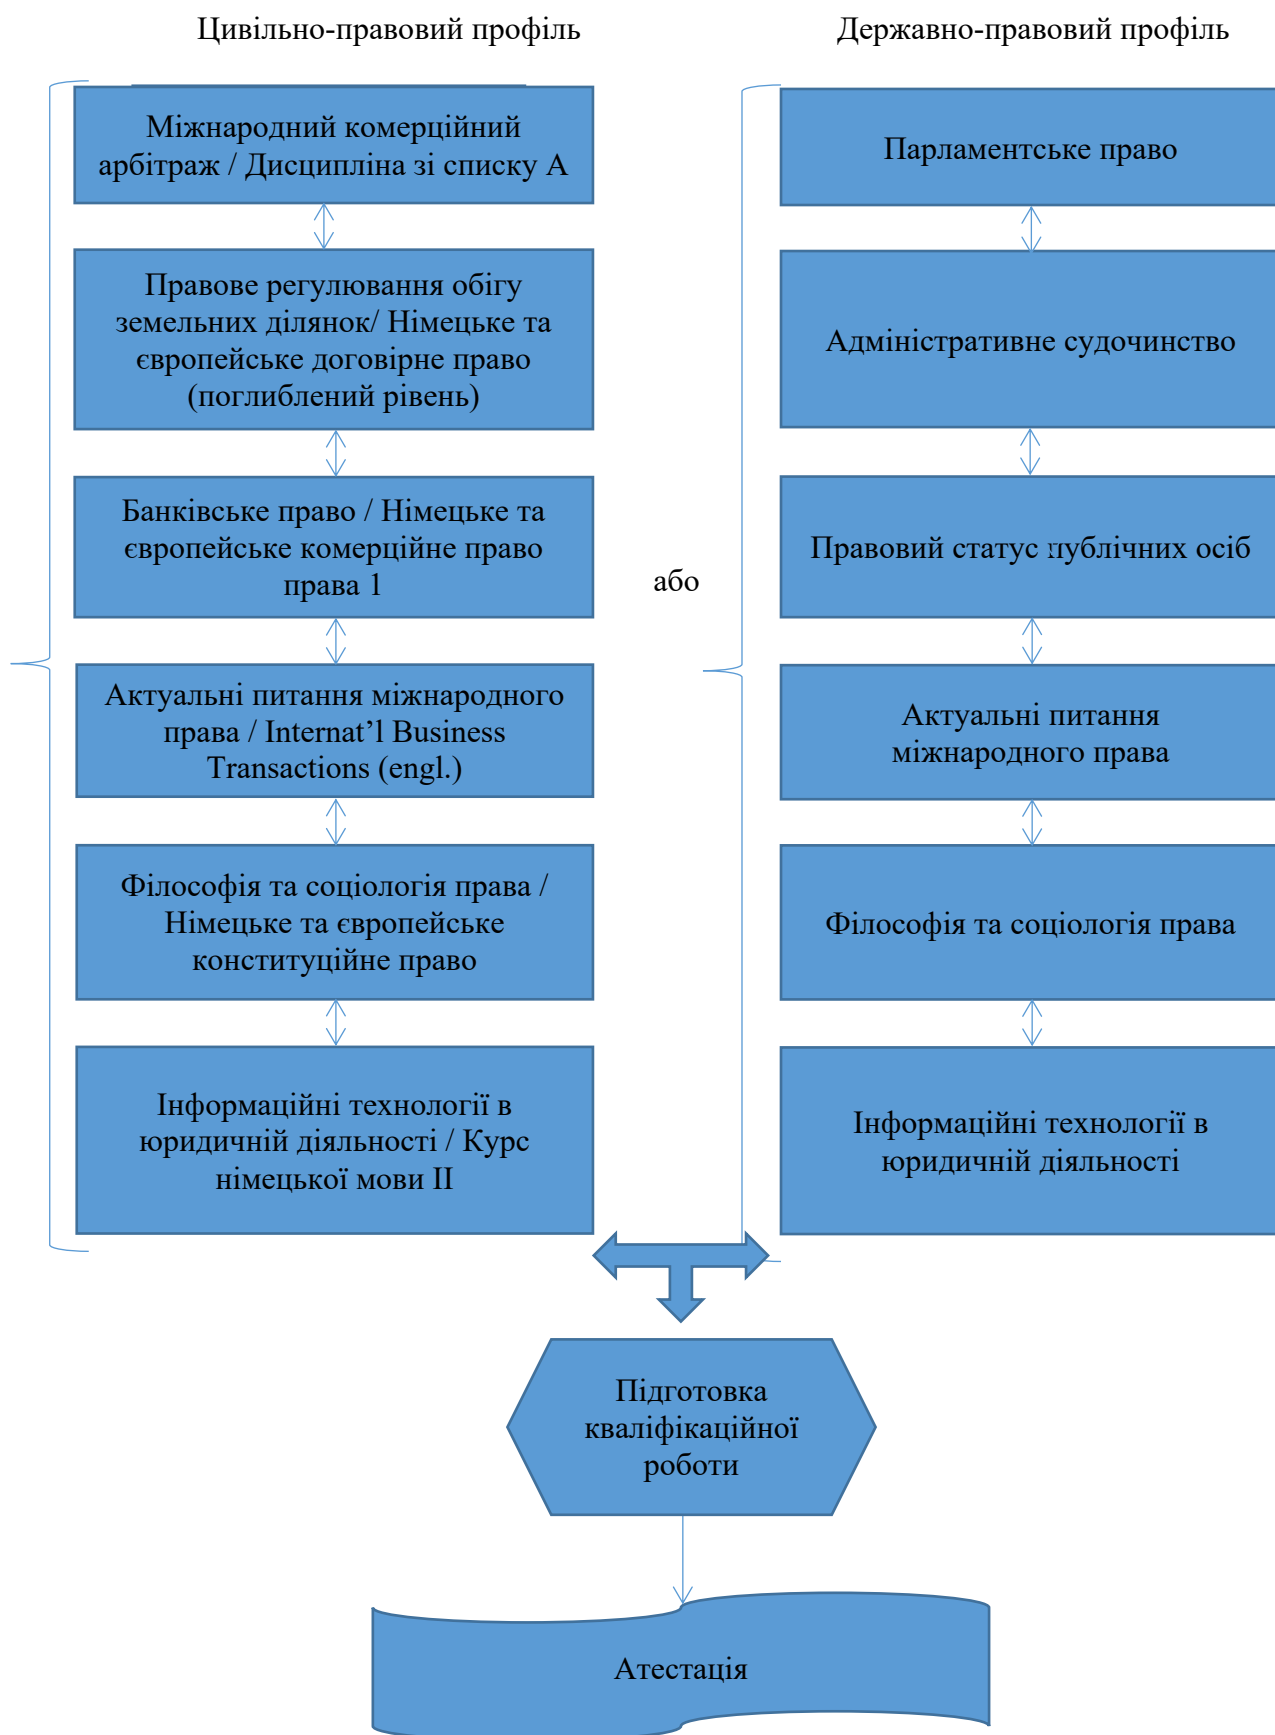 Цивільно-правовий профіль
Міжнародний комерційний
арбітраж / Дисципліна зі списку А
Правове регулювання обігу
земельних ділянок/ Німецьке та
європейське договірне право
(поглиблений рівень)
Банківське право / Німецьке та
європейське комерційне право
права 1
Актуальні питання міжнародного
права / Internat’l Business
Transactions (engl.)
Філософія та соціологія права /
Німецьке та європейське
конституційне право
Інформаційні технології в
юридичній діяльності / Курс
німецької мови ІІ
або
Державно-правовий профіль
Парламентське право
Адміністративне судочинство
Правовий статус публічних осіб
Актуальні питання
міжнародного права
Філософія та соціологія права
Інформаційні технології в
юридичній діяльності
Підготовка
кваліфікаційної
роботи
Атестація